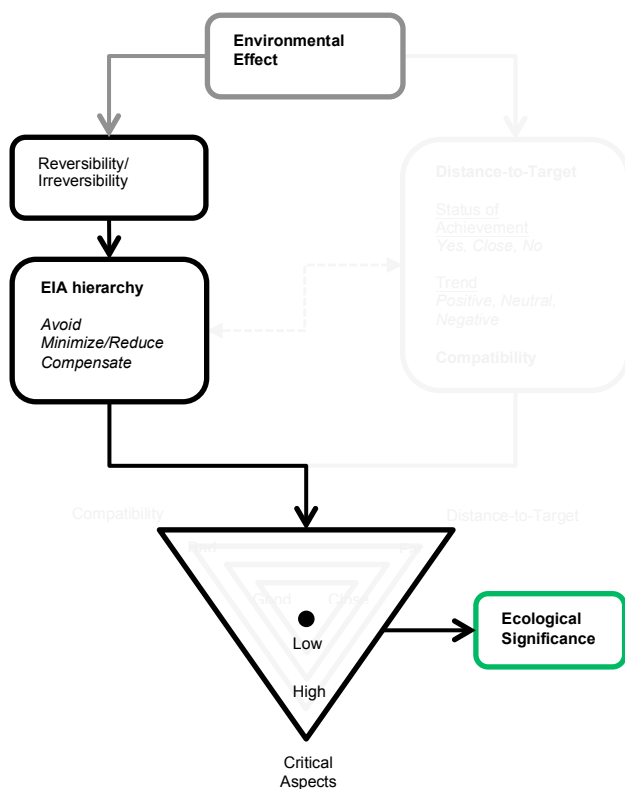 Environmental
Effect
Reversibility/
Irreversibility
EIA hierarchy
Avoid
Minimize/Reduce
Compensate
Distance-to-Target
Status of
Achievement
Yes, Close, No
Trend
Positive, Neutral,
Negative
Compatibility
Compatibility
Distance-to-Target
Good
Close
Low
High
Ecological
Significance
Critical
Aspects